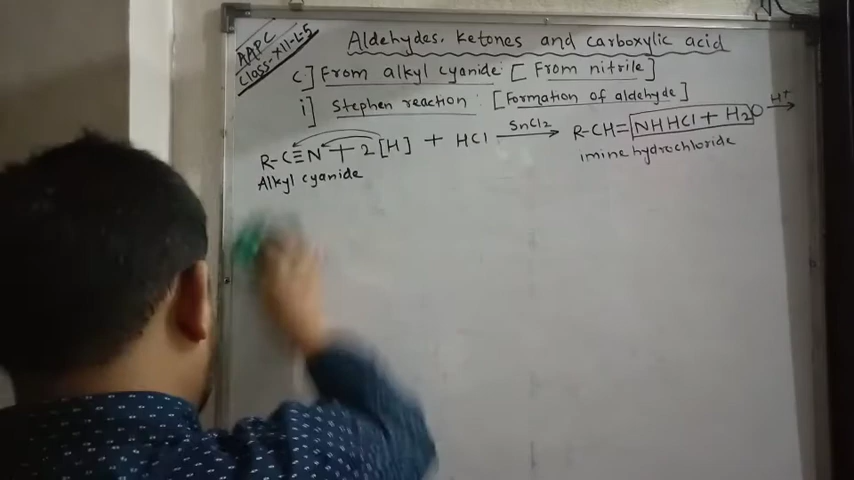 AAPC
Class-XII-L-5
Aldehydes, ketones and carboxylic acid
c] From alkyl cyanide: [From nitrile]
i] Stephen reaction: [Formation of aldehyde]
R-C≡N + 2[H] + HCl SnCl2 → R-CH=NHHCl + H2O H+ →
Alkyl cyanide imine hydrochloride